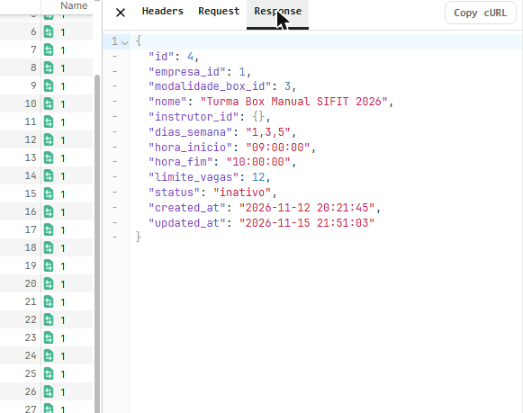 Name
Headers Request Response Copy cURL
6 1
7 1
8 1
9 1
10 1
11 1
12 1
13 1
14 1
15 1
16 1
17 1
18 1
19 1
20 1
21 1
22 1
23 1
24 1
25 1
26 1
27 1
1 {
"id": 4,
"empresa_id": 1,
"modalidade_box_id": 3,
"nome": "Turma Box Manual SIFIT 2026",
"instrutor_id": {},
"dias_semana": "1,3,5",
"hora_inicio": "09:00:00",
"hora_fim": "10:00:00",
"limite_vagas": 12,
"status": "inativo",
"created_at": "2026-11-12 20:21:45",
"updated_at": "2026-11-15 21:51:03"
}